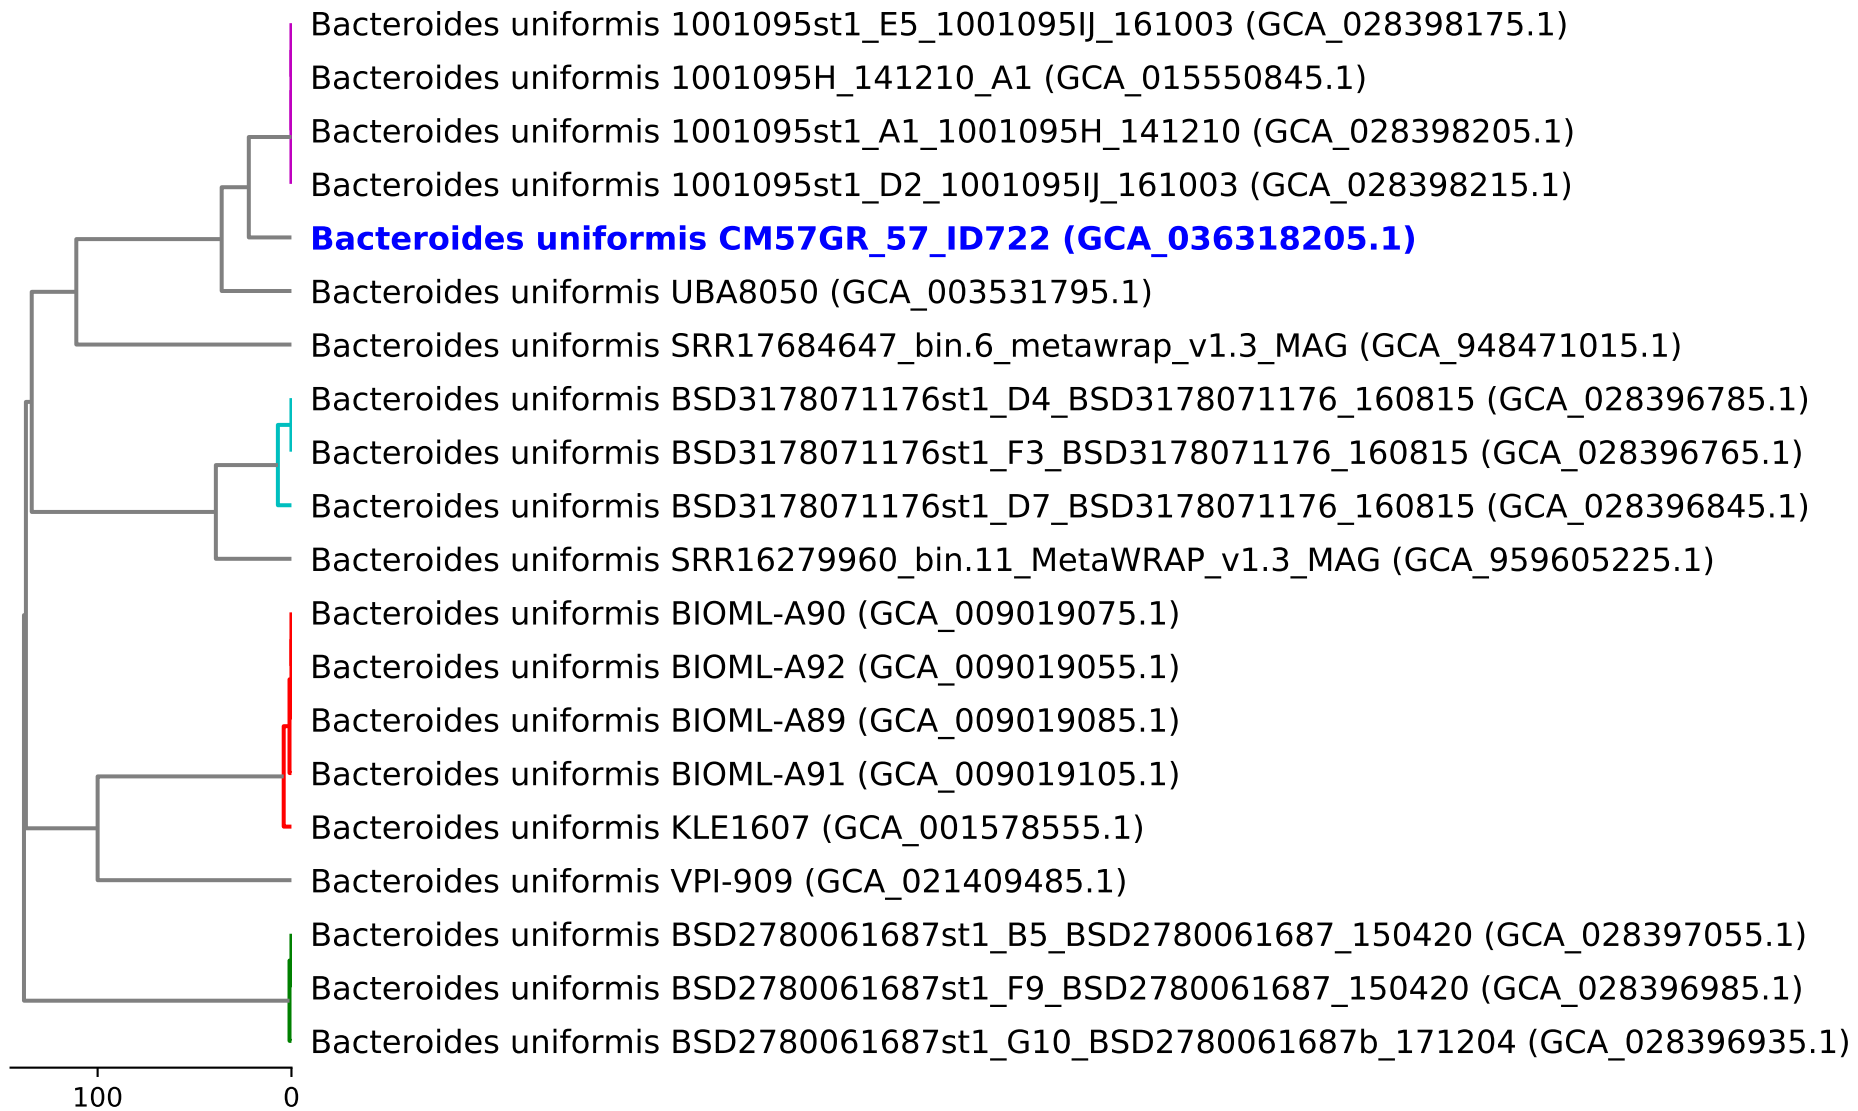 Bacteroides uniformis 1001095st1_E5_1001095IJ_161003 (GCA_028398175.1)
Bacteroides uniformis 1001095H_141210_A1 (GCA_015550845.1)
Bacteroides uniformis 1001095st1_A1_1001095H_141210 (GCA_028398205.1)
Bacteroides uniformis 1001095st1_D2_1001095IJ_161003 (GCA_028398215.1)
Bacteroides uniformis CM57GR_57_ID722 (GCA_036318205.1)
Bacteroides uniformis UBA8050 (GCA_003531795.1)
Bacteroides uniformis SRR17684647_bin.6_metawrap_v1.3_MAG (GCA_948471015.1)
Bacteroides uniformis BSD3178071176st1_D4_BSD3178071176_160815 (GCA_028396785.1)
Bacteroides uniformis BSD3178071176st1_F3_BSD3178071176_160815 (GCA_028396765.1)
Bacteroides uniformis BSD3178071176st1_D7_BSD3178071176_160815 (GCA_028396845.1)
Bacteroides uniformis SRR16279960_bin.11_MetaWRAP_v1.3_MAG (GCA_959605225.1)
Bacteroides uniformis BIOML-A90 (GCA_009019075.1)
Bacteroides uniformis BIOML-A92 (GCA_009019055.1)
Bacteroides uniformis BIOML-A89 (GCA_009019085.1)
Bacteroides uniformis BIOML-A91 (GCA_009019105.1)
Bacteroides uniformis KLE1607 (GCA_001578555.1)
Bacteroides uniformis VPI-909 (GCA_021409485.1)
Bacteroides uniformis BSD2780061687st1_B5_BSD2780061687_150420 (GCA_028397055.1)
Bacteroides uniformis BSD2780061687st1_F9_BSD2780061687_150420 (GCA_028396985.1)
Bacteroides uniformis BSD2780061687st1_G10_BSD2780061687b_171204 (GCA_028396935.1)
100 0